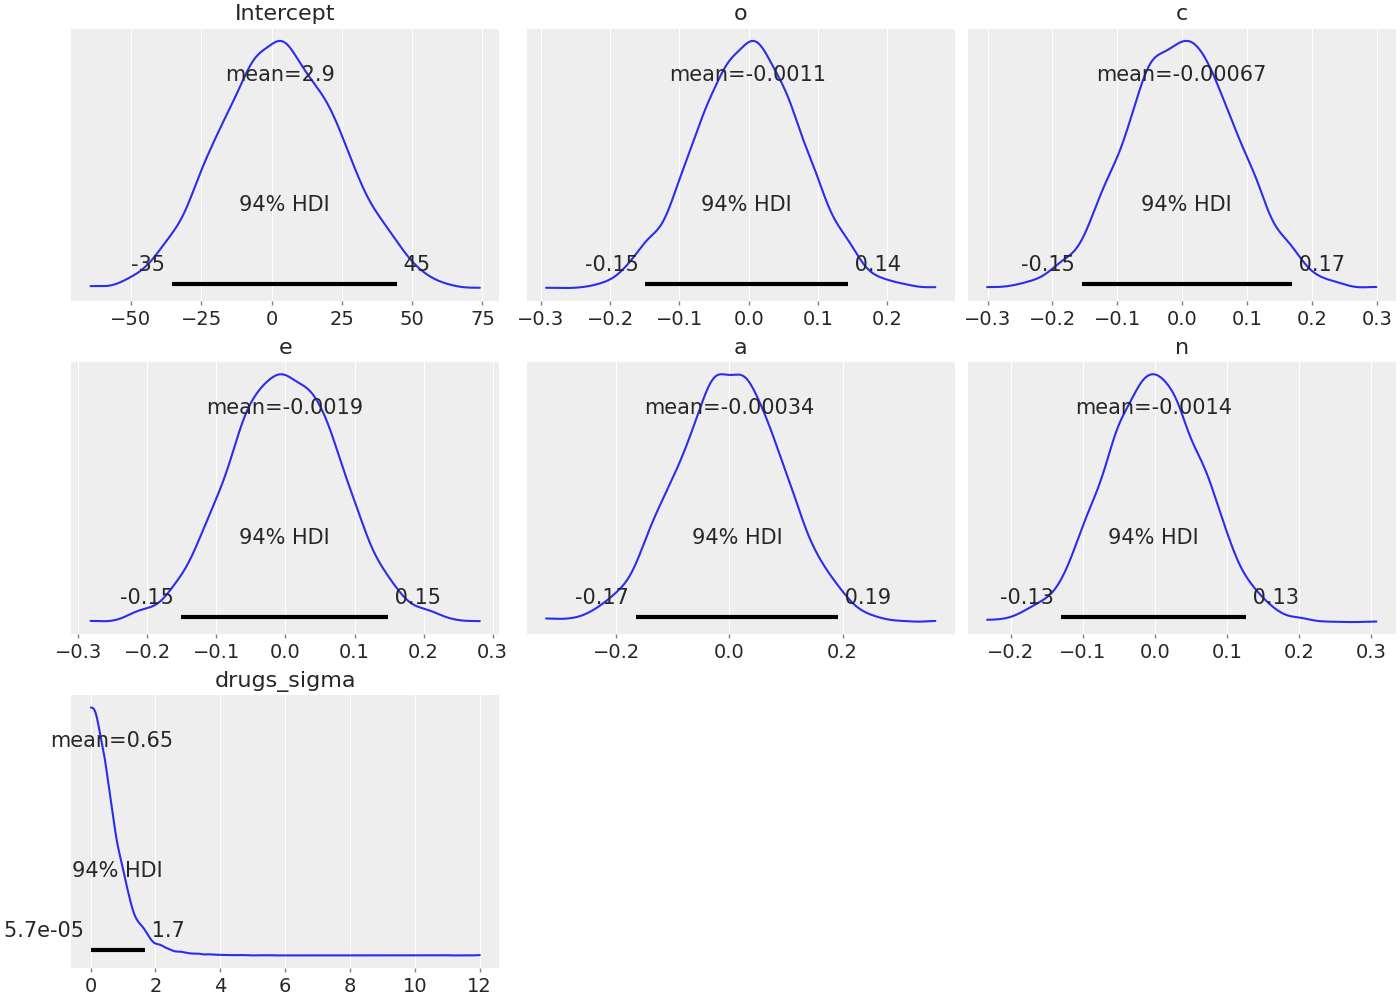 Intercept
mean=2.9
94% HDI
-35 45
−50 −25 0 25 50 75
o
mean=-0.0011
94% HDI
-0.15 0.14
−0.3 −0.2 −0.1 0.0 0.1 0.2
c
mean=-0.00067
94% HDI
-0.15 0.17
−0.3 −0.2 −0.1 0.0 0.1 0.2 0.3
e
mean=-0.0019
94% HDI
-0.15 0.15
−0.3 −0.2 −0.1 0.0 0.1 0.2 0.3
a
mean=-0.00034
94% HDI
-0.17 0.19
−0.2 0.0 0.2
n
mean=-0.0014
94% HDI
-0.13 0.13
−0.2 −0.1 0.0 0.1 0.2 0.3
drugs_sigma
mean=0.65
94% HDI
5.7e-05 1.7
0 2 4 6 8 10 12